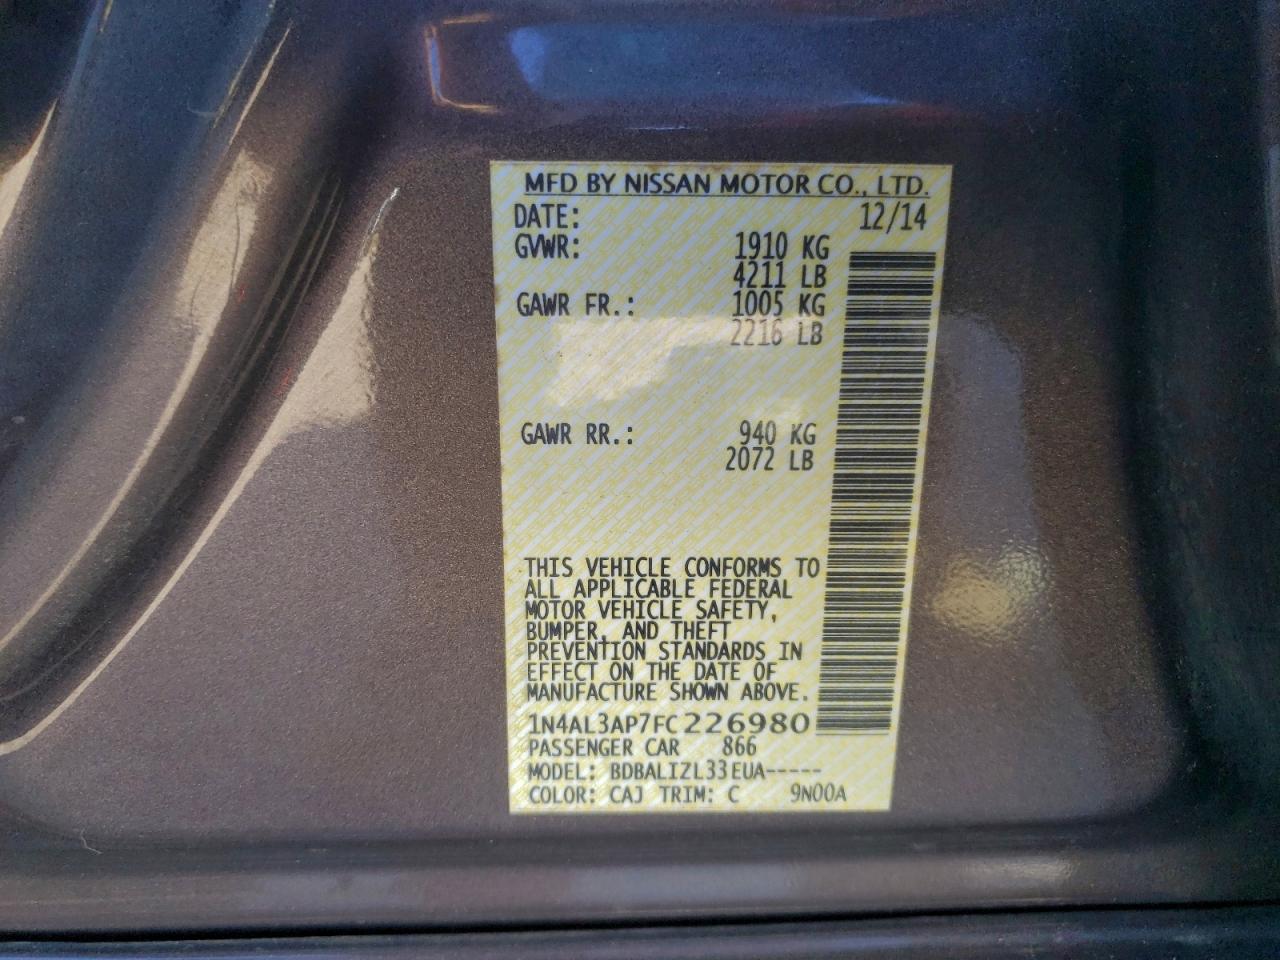 MFD BY NISSAN MOTOR CO., LTD.
DATE: 12/14
GVWR: 1910 KG
4211 LB
GAWR FR.: 1005 KG
2216 LB
GAWR RR.: 940 KG
2072 LB
THIS VEHICLE CONFORMS TO
ALL APPLICABLE FEDERAL
MOTOR VEHICLE SAFETY,
BUMPER, AND THEFT
PREVENTION STANDARDS IN
EFFECT ON THE DATE OF
MANUFACTURE SHOWN ABOVE.
1N4AL3AP7FC226980
PASSENGER CAR 866
MODEL: BDBALIZL33EUA-----
COLOR: CAJ TRIM: C 9N00A